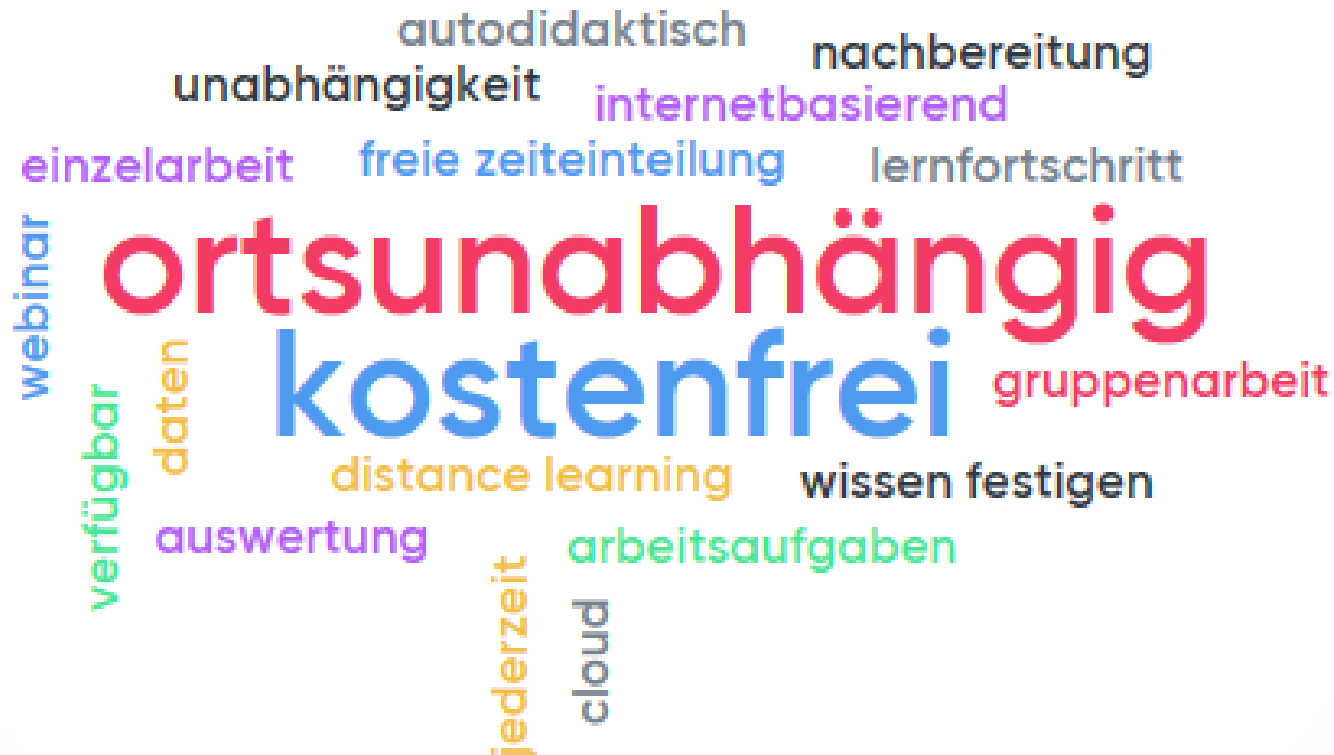 autodidaktisch
nachbereitung
unabhängigkeit
internetbasierend
einzelarbeit
freie zeiteinteilung
lernfortschritt
webinar
ortsunabhängig
kostenfrei
gruppenarbeit
daten
verfügbar
distance learning
wissen festigen
auswertung
arbeitsaufgaben
jederzeit
cloud